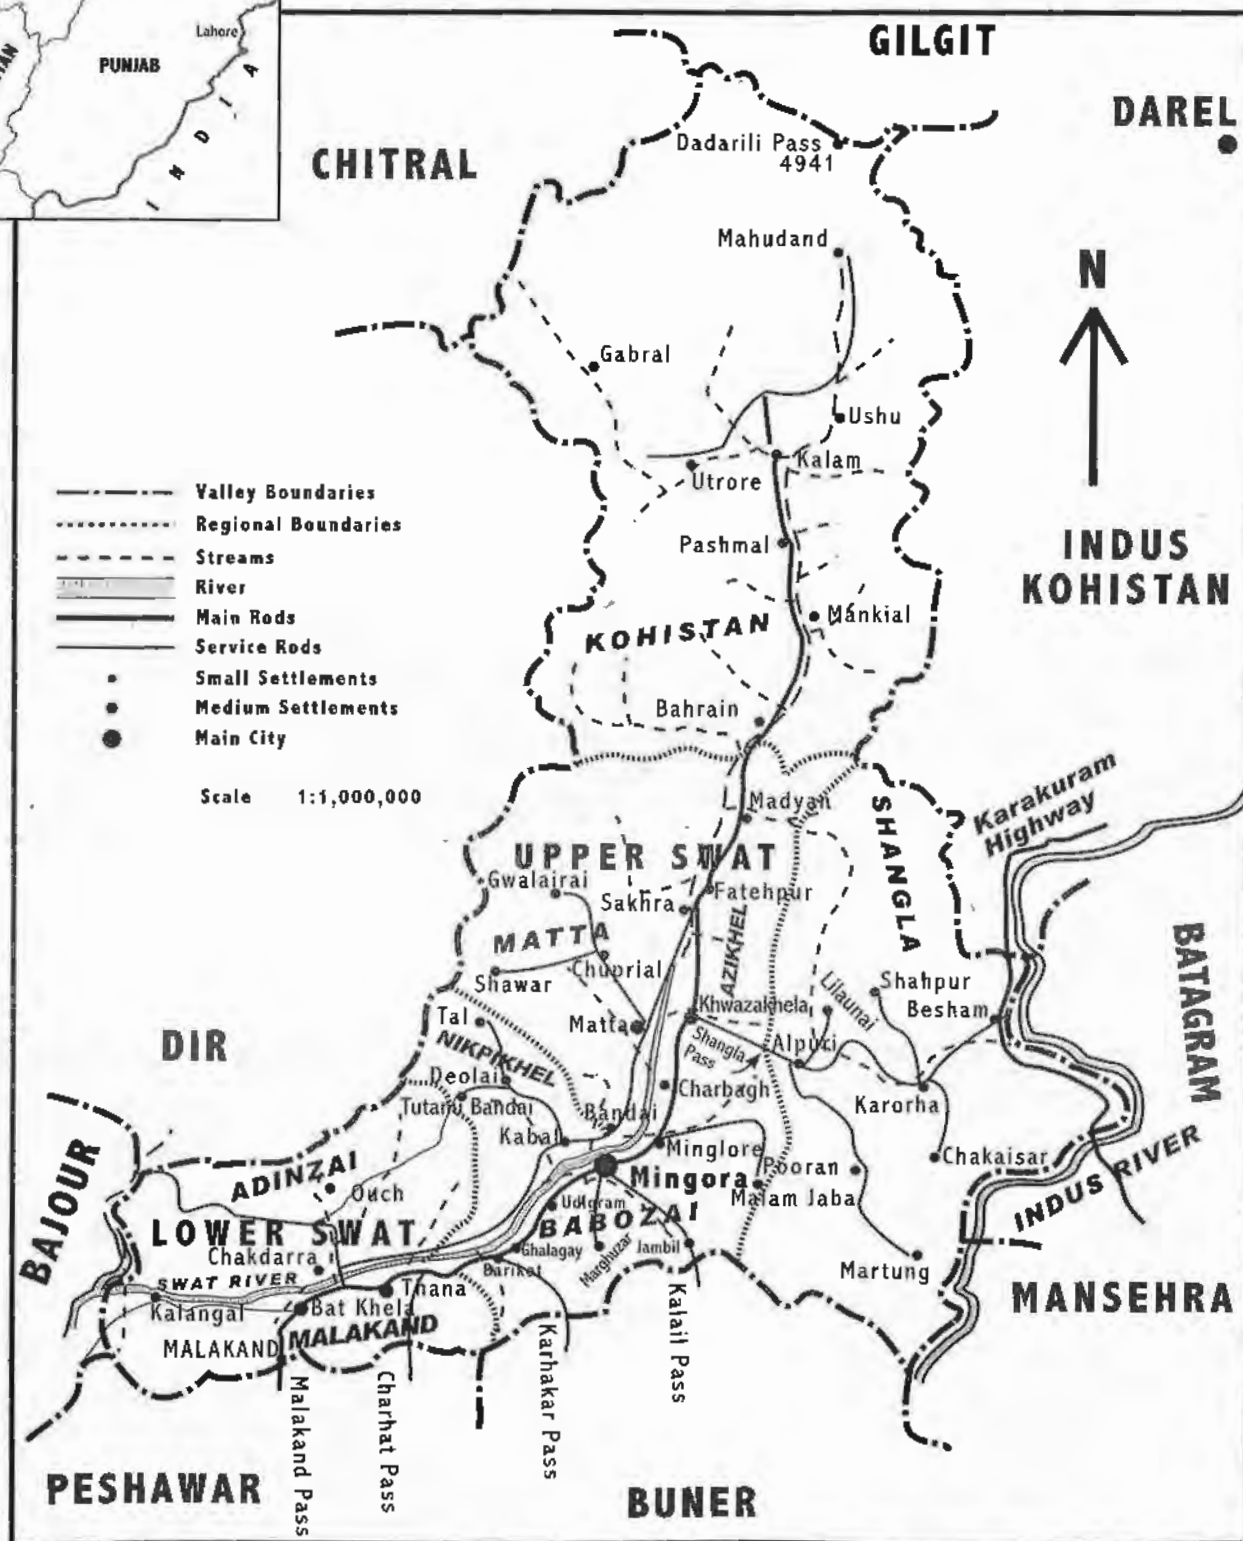 Lahore
PUNJAB
INDIA
GILGIT
DAREL
CHITRAL
Dadarili Pass
4941
Mahudand
N
Gabral
Ushu
Kalam
Utrore
Valley Boundaries
Regional Boundaries
Streams
River
Main Rods
Service Rods
Small Settlements
Medium Settlements
Main City
Scale 1:1,000,000
Pashmal
INDUS
KOHISTAN
Mankial
KOHISTAN
Bahrain
Madyan
SHANGLA
Karakuram
Highway
UPPER SWAT
Gwalairai
Fatehpur
Sakhra
AZIKHEL
MATTA
Chuprial
Shawar
BATAGRAM
Shahpur
Lilaunai
Besham
Khwazakhela
Tal
Matta
Shangla
Pass
Alpuri
DIR
NIKPIKHEL
Deolai
Charbagh
Karorha
Tutanu Bandai
Bandai
Kabal
Minglore
Chakaisar
Pooran
Mingora
Malam Jaba
INDUS RIVER
BAJOUR
ADINZAI
Ouch
Udigram
BABOZAI
LOWER SWAT
Ghalagay
Marghuzar
Jambil
Chakdarra
Barikot
Martung
SWAT RIVER
Thana
MANSEHRA
Kalangal
Bat Khela
MALAKAND
MALAKAND
Kalail Pass
Karhakar Pass
Charhat Pass
Malakand Pass
PESHAWAR
BUNER